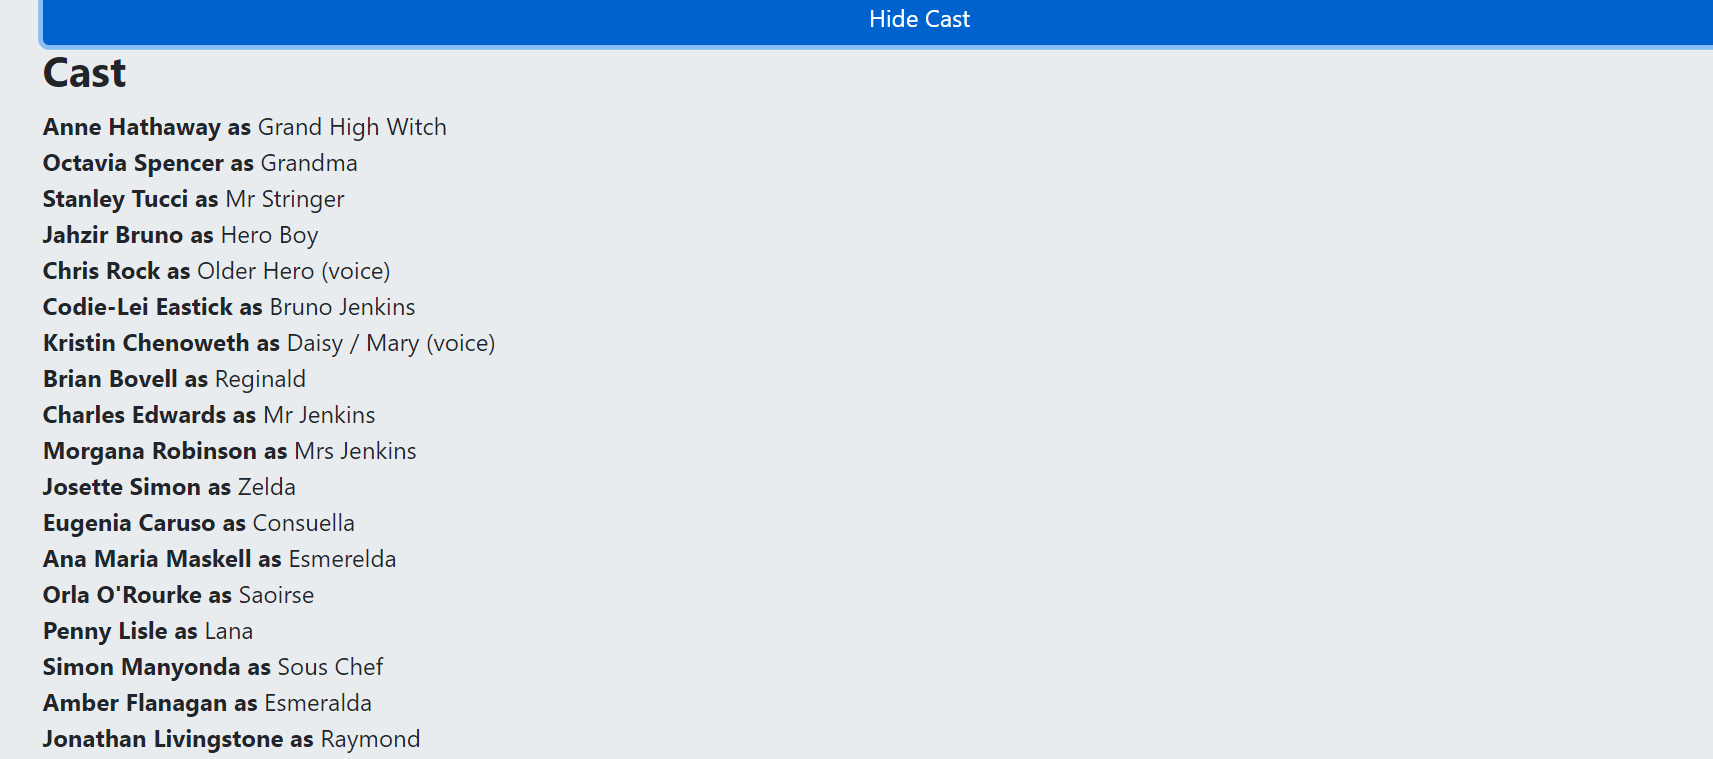 Hide Cast
Cast
Anne Hathaway as Grand High Witch
Octavia Spencer as Grandma
Stanley Tucci as Mr Stringer
Jahzir Bruno as Hero Boy
Chris Rock as Older Hero (voice)
Codie-Lei Eastick as Bruno Jenkins
Kristin Chenoweth as Daisy / Mary (voice)
Brian Bovell as Reginald
Charles Edwards as Mr Jenkins
Morgana Robinson as Mrs Jenkins
Josette Simon as Zelda
Eugenia Caruso as Consuella
Ana Maria Maskell as Esmerelda
Orla O'Rourke as Saoirse
Penny Lisle as Lana
Simon Manyonda as Sous Chef
Amber Flanagan as Esmeralda
Jonathan Livingstone as Raymond